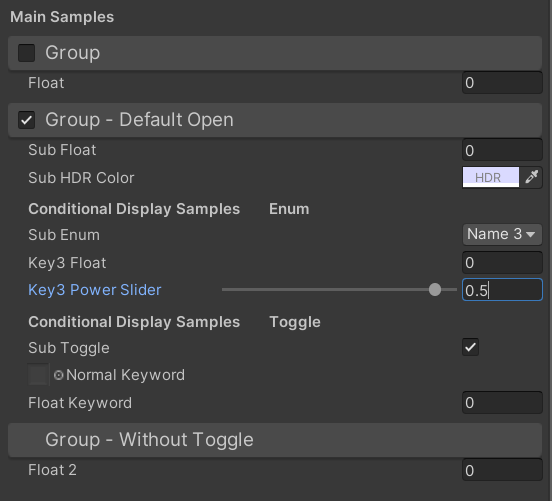 Main Samples
Group
Float 0
Group - Default Open
Sub Float 0
Sub HDR Color HDR
Conditional Display Samples Enum
Sub Enum Name 3
Key3 Float 0
Key3 Power Slider 0.5
Conditional Display Samples Toggle
Sub Toggle
Normal Keyword
Float Keyword 0
Group - Without Toggle
Float 2 0